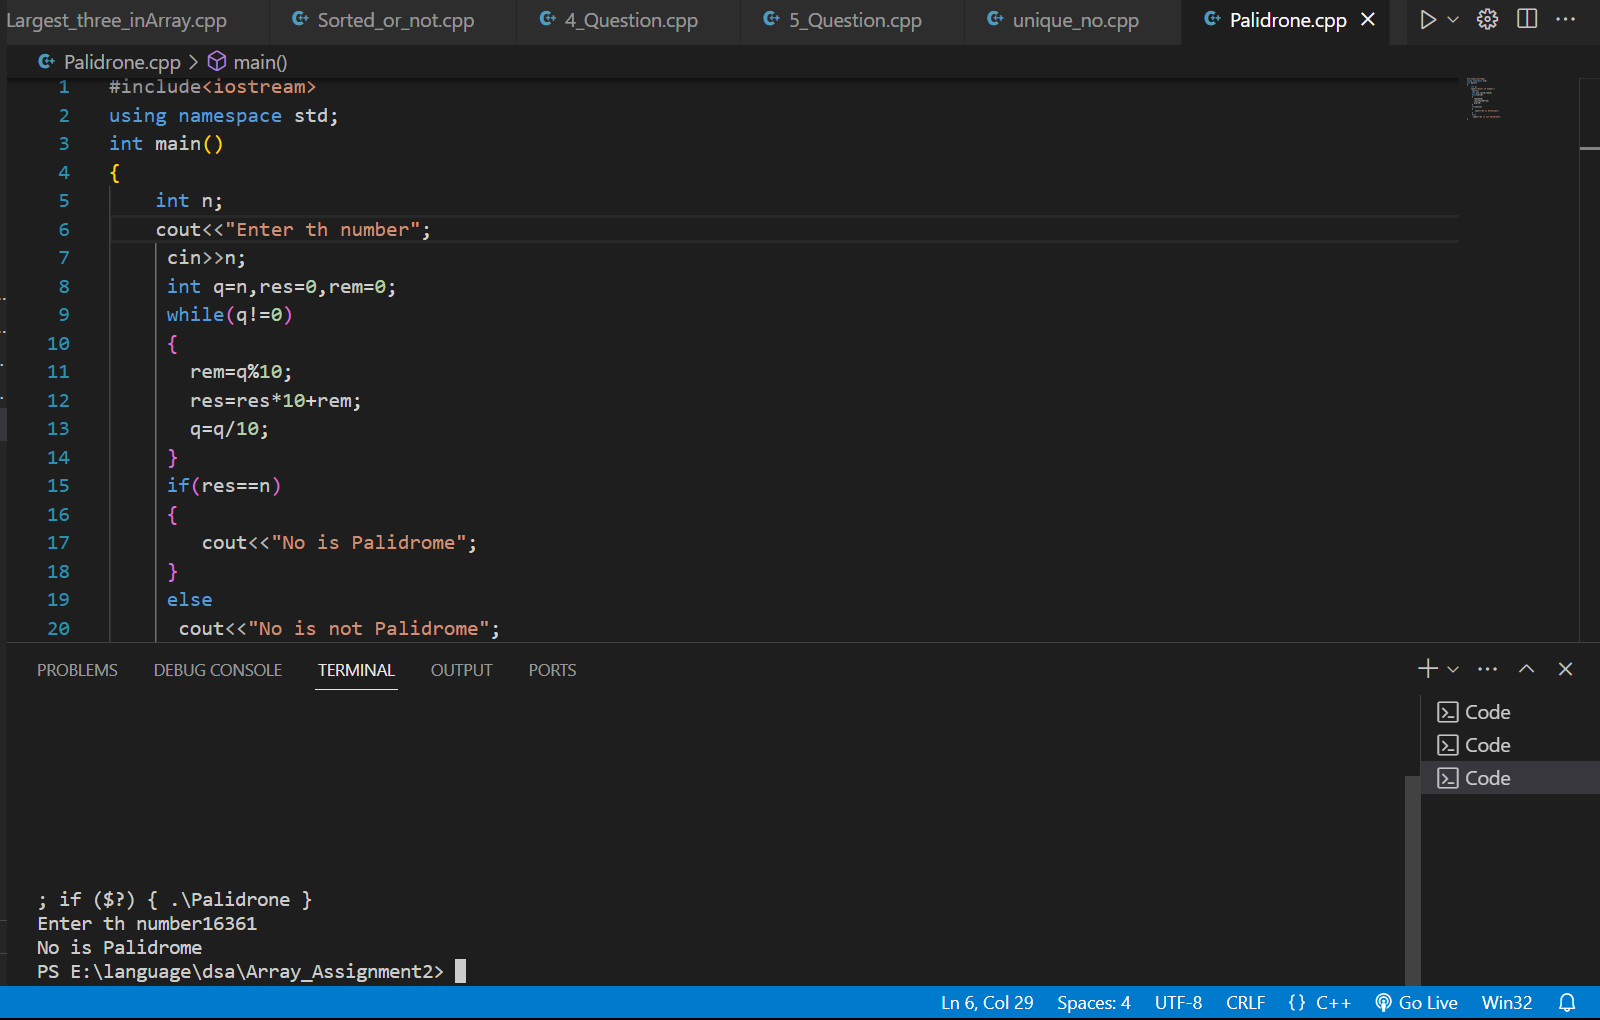 Largest_three_inArray.cpp Sorted_or_not.cpp 4_Question.cpp 5_Question.cpp unique_no.cpp Palidrone.cpp
Palidrone.cpp > main()
1 #include<iostream>
2 using namespace std;
3 int main()
4 {
5 int n;
6 cout<<"Enter th number";
7 cin>>n;
8 int q=n,res=0,rem=0;
9 while(q!=0)
10 {
11 rem=q%10;
12 res=res*10+rem;
13 q=q/10;
14 }
15 if(res==n)
16 {
17 cout<<"No is Palidrome";
18 }
19 else
20 cout<<"No is not Palidrome";
PROBLEMS DEBUG CONSOLE TERMINAL OUTPUT PORTS
Code
Code
Code
; if ($?) { .\Palidrone }
Enter th number16361
No is Palidrome
PS E:\language\dsa\Array_Assignment2>
Ln 6, Col 29 Spaces: 4 UTF-8 CRLF {} C++ Go Live Win32